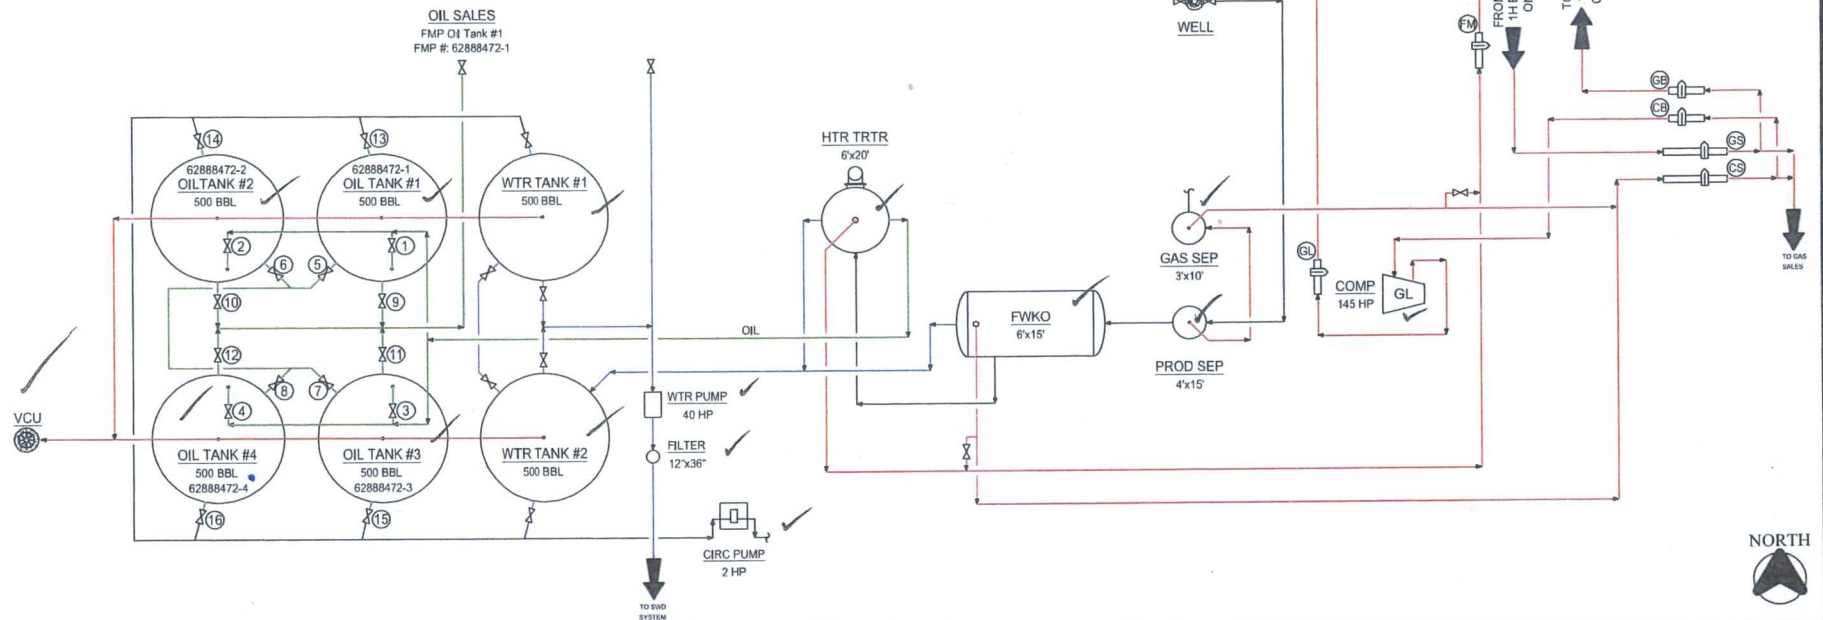 OIL SALES
FMP Oil Tank #1
FMP #: 62888472-1
WELL
FM
FROM
1H B
ON
TO
GB
CB
GS
CS
14
13
62888472-2
OILTANK #2
500 BBL
62888472-1
OIL TANK #1
500 BBL
WTR TANK #1
500 BBL
HTR TRTR
6'x20'
2
1
6
5
10
9
GAS SEP
3'x10'
GL
COMP
145 HP
GL
TO GAS
SALES
FWKO
6'x15'
OIL
12
11
PROD SEP
4'x15'
8
7
4
3
WTR PUMP
40 HP
VCU
OIL TANK #4
500 BBL
62888472-4
OIL TANK #3
500 BBL
62888472-3
WTR TANK #2
500 BBL
FILTER
12"x36"
16
15
CIRC PUMP
2 HP
NORTH
TO SWD
SYSTEM